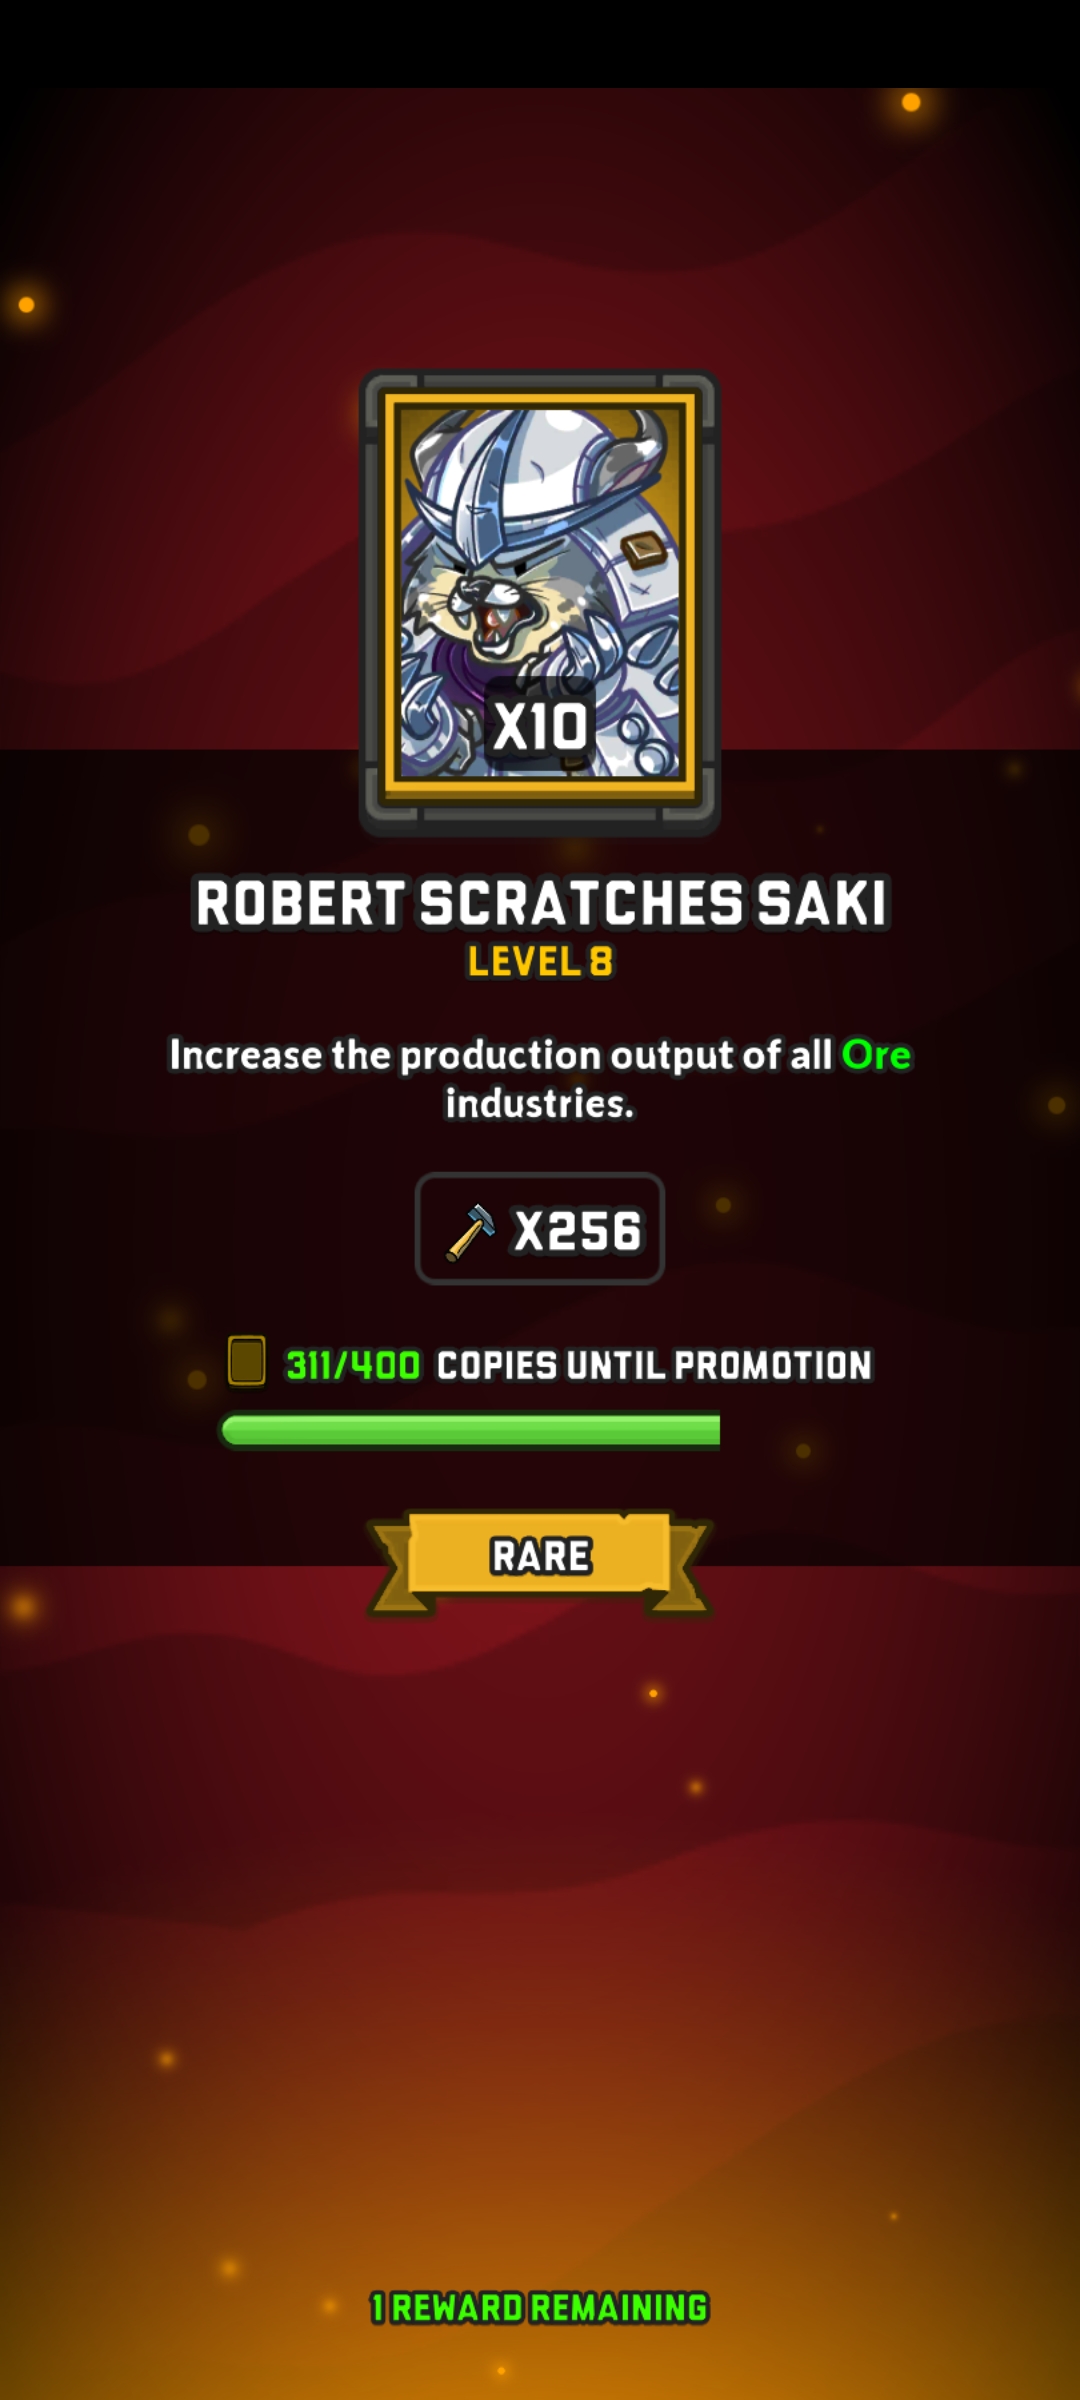 X10
ROBERT SCRATCHES SAKI
LEVEL 8
Increase the production output of all Ore
industries.
X256
311/400 COPIES UNTIL PROMOTION
RARE
1 REWARD REMAINING